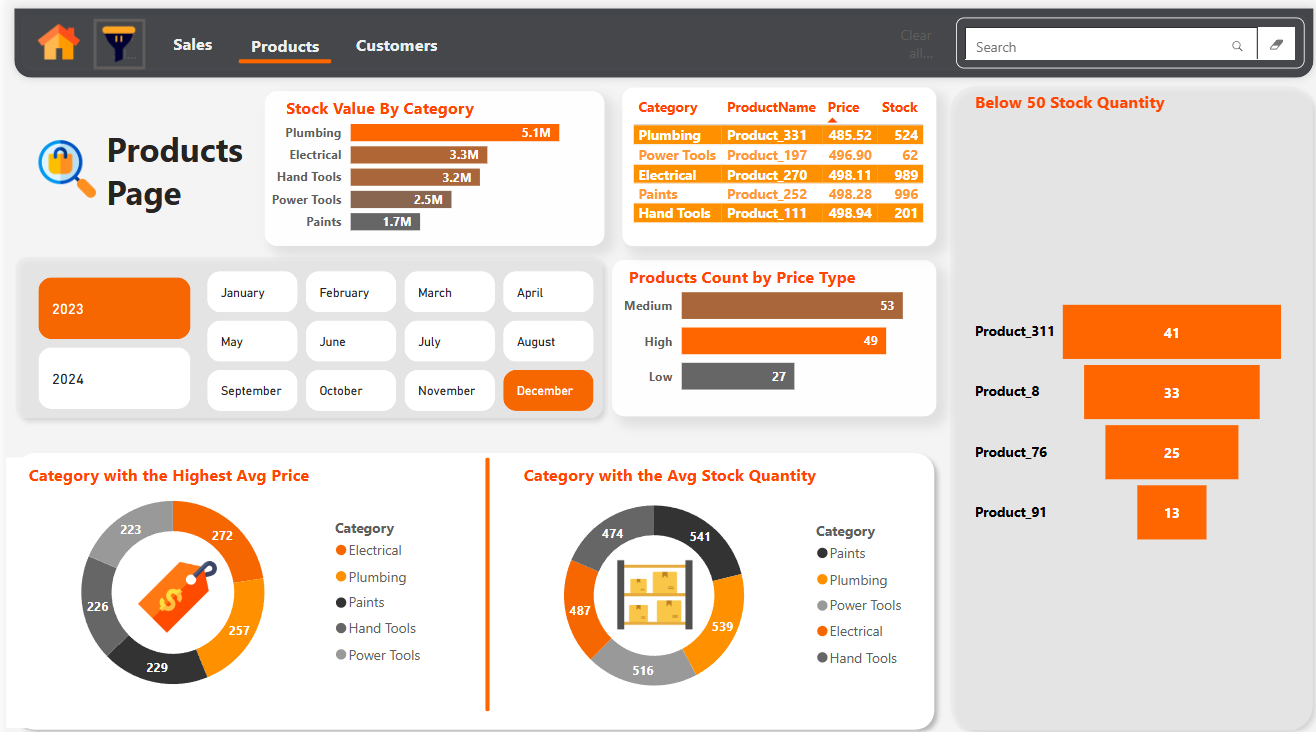 Sales
Products
Customers
Clear
all...
Search
Products
Page
Stock Value By Category
Plumbing 5.1M
Electrical 3.3M
Hand Tools 3.2M
Power Tools 2.5M
Paints 1.7M
Category ProductName Price Stock
Plumbing Product_331 485.52 524
Power Tools Product_197 496.90 62
Electrical Product_270 498.11 989
Paints Product_252 498.28 996
Hand Tools Product_111 498.94 201
Below 50 Stock Quantity
Product_311 41
Product_8 33
Product_76 25
Product_91 13
2023
2024
January February March April
May June July August
September October November December
Products Count by Price Type
Medium 53
High 49
Low 27
Category with the Highest Avg Price
272
257
229
226
223
Category
Electrical
Plumbing
Paints
Hand Tools
Power Tools
Category with the Avg Stock Quantity
541
539
516
487
474
Category
Paints
Plumbing
Power Tools
Electrical
Hand Tools